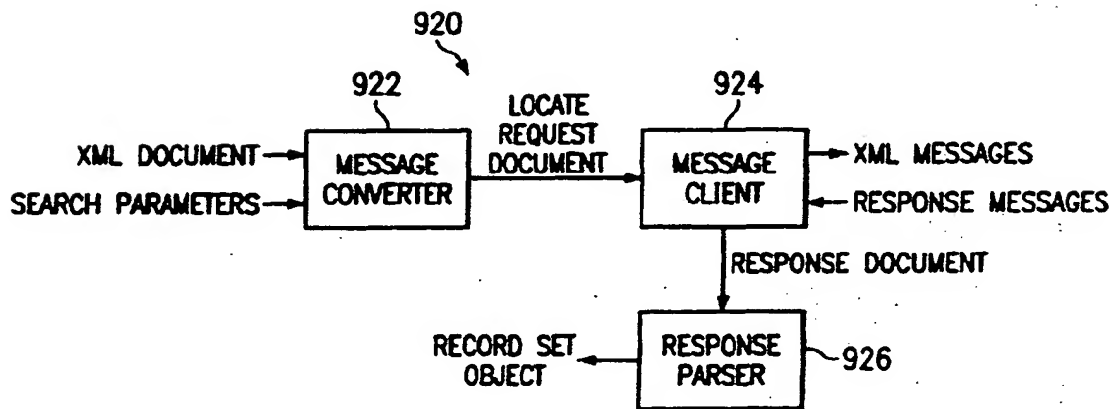 920
922
924
LOCATE
REQUEST
DOCUMENT
XML DOCUMENT
SEARCH PARAMETERS
MESSAGE
CONVERTER
MESSAGE
CLIENT
XML MESSAGES
RESPONSE MESSAGES
RESPONSE DOCUMENT
RECORD SET
OBJECT
RESPONSE
PARSER
926